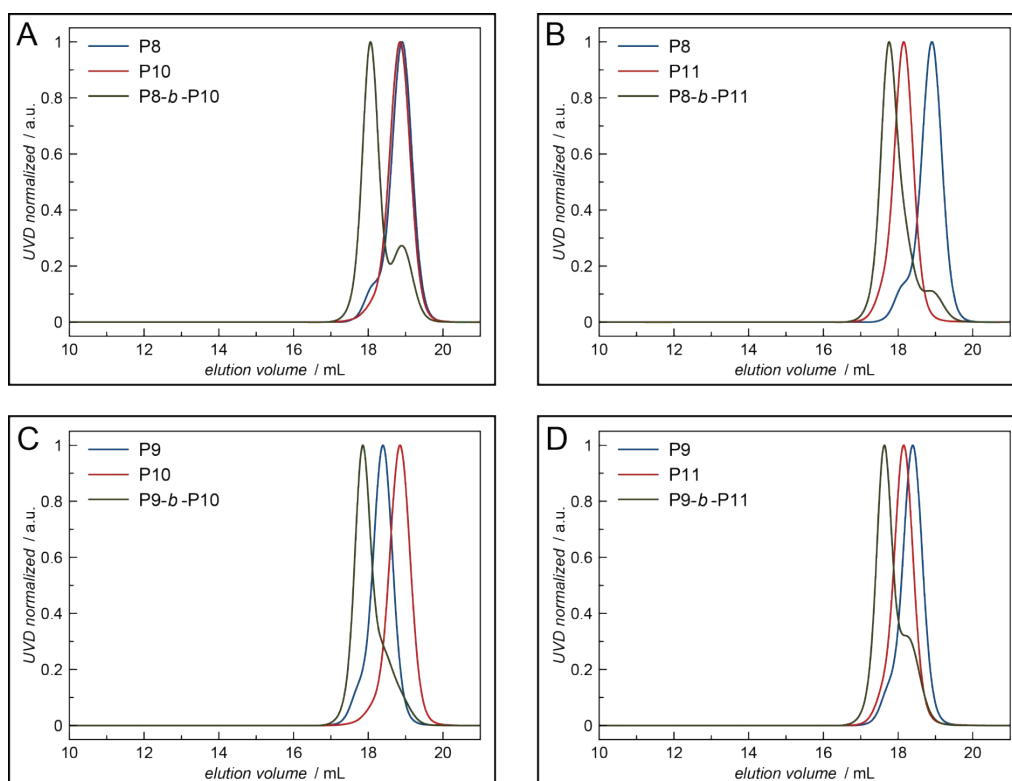 A
P8
P10
P8-b-P10
UVD normalized / a.u.
1
0.8
0.6
0.4
0.2
0
10 12 14 16 18 20
elution volume / mL
B
P8
P11
P8-b-P11
UVD normalized / a.u.
1
0.8
0.6
0.4
0.2
0
10 12 14 16 18 20
elution volume / mL
C
P9
P10
P9-b-P10
UVD normalized / a.u.
1
0.8
0.6
0.4
0.2
0
10 12 14 16 18 20
elution volume / mL
D
P9
P11
P9-b-P11
UVD normalized / a.u.
1
0.8
0.6
0.4
0.2
0
10 12 14 16 18 20
elution volume / mL